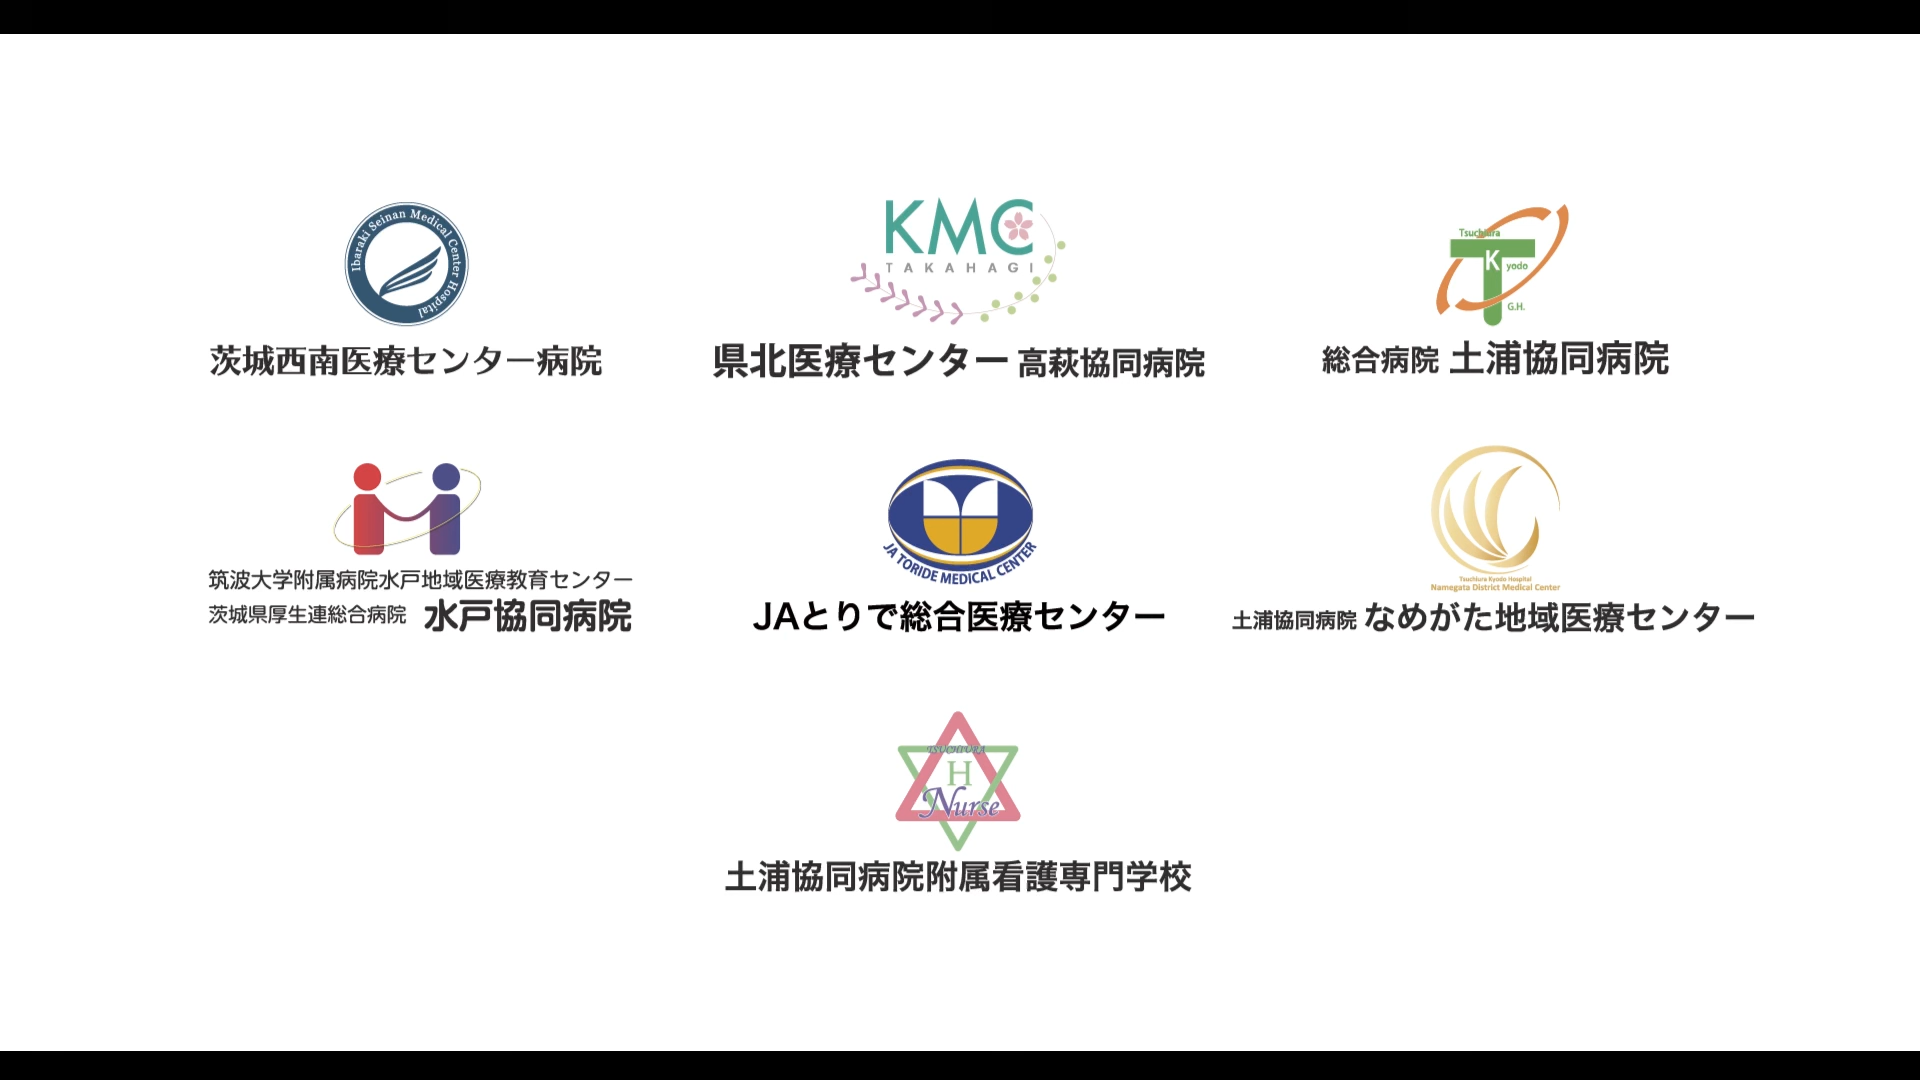 Ibaraki Seinan Medical Center Hospital
茨城西南医療センター病院
KMC
TAKAHAGI
県北医療センター 高萩協同病院
Tsuchiura
K yodo
G.H.
総合病院 土浦協同病院
筑波大学附属病院水戸地域医療教育センター
茨城県厚生連総合病院 水戸協同病院
JA TORIDE MEDICAL CENTER
JAとりで総合医療センター
Tsuchiura Kyodo Hospital
Namegata District Medical Center
土浦協同病院 なめがた地域医療センター
TSUCHIURA
H
Nurse
土浦協同病院附属看護専門学校